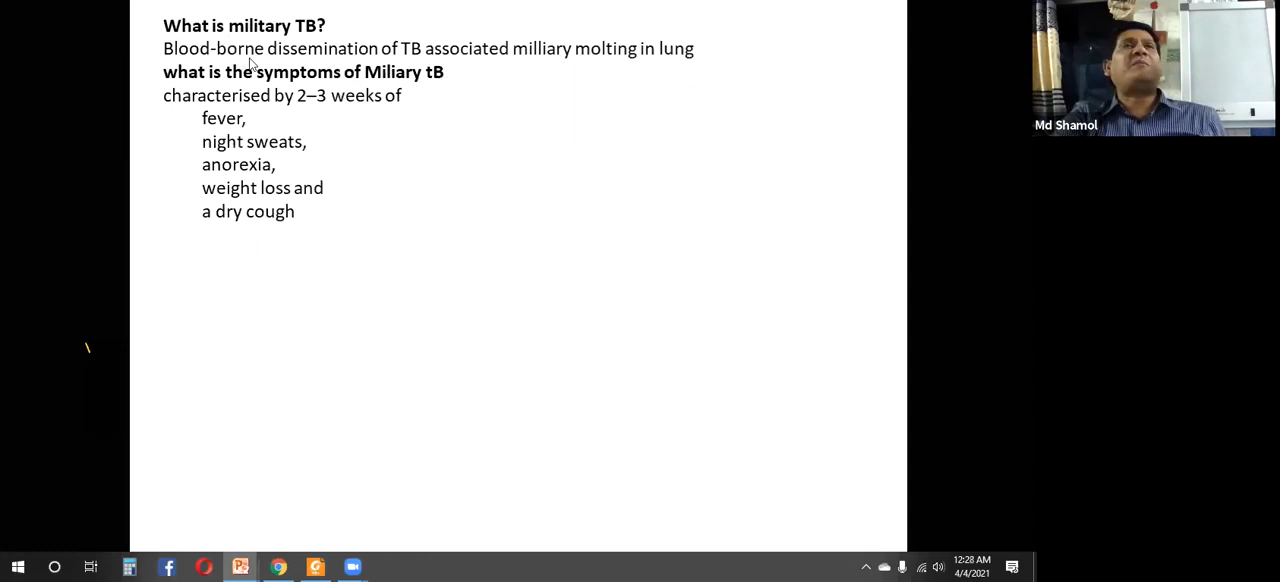 What is military TB?
Blood-borne dissemination of TB associated milliary molting in lung
what is the symptoms of Miliary tB
characterised by 2–3 weeks of
fever,
night sweats,
anorexia,
weight loss and
a dry cough
Md Shamol
12:28 AM
4/4/2021